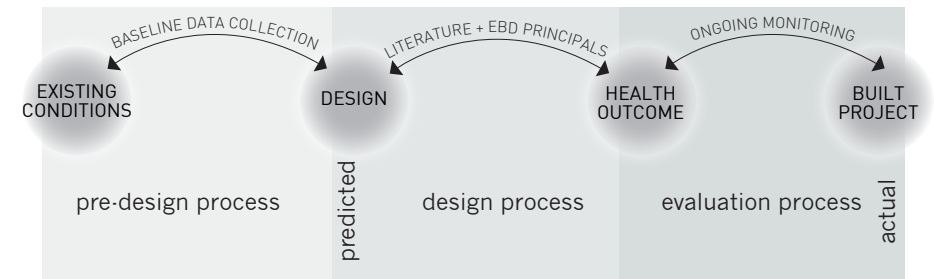 BASELINE DATA COLLECTION
LITERATURE + EBD PRINCIPALS
ONGOING MONITORING
EXISTING
CONDITIONS
DESIGN
HEALTH
OUTCOME
BUILT
PROJECT
pre-design process
predicted
design process
evaluation process
actual